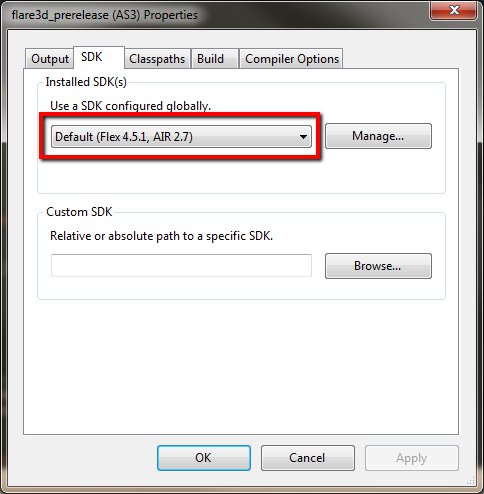 flare3d_prerelease (AS3) Properties
Output SDK Classpaths Build Compiler Options
Installed SDK(s)
Use a SDK configured globally.
Default (Flex 4.5.1, AIR 2.7) Manage...
Custom SDK
Relative or absolute path to a specific SDK.
Browse...
OK Cancel Apply